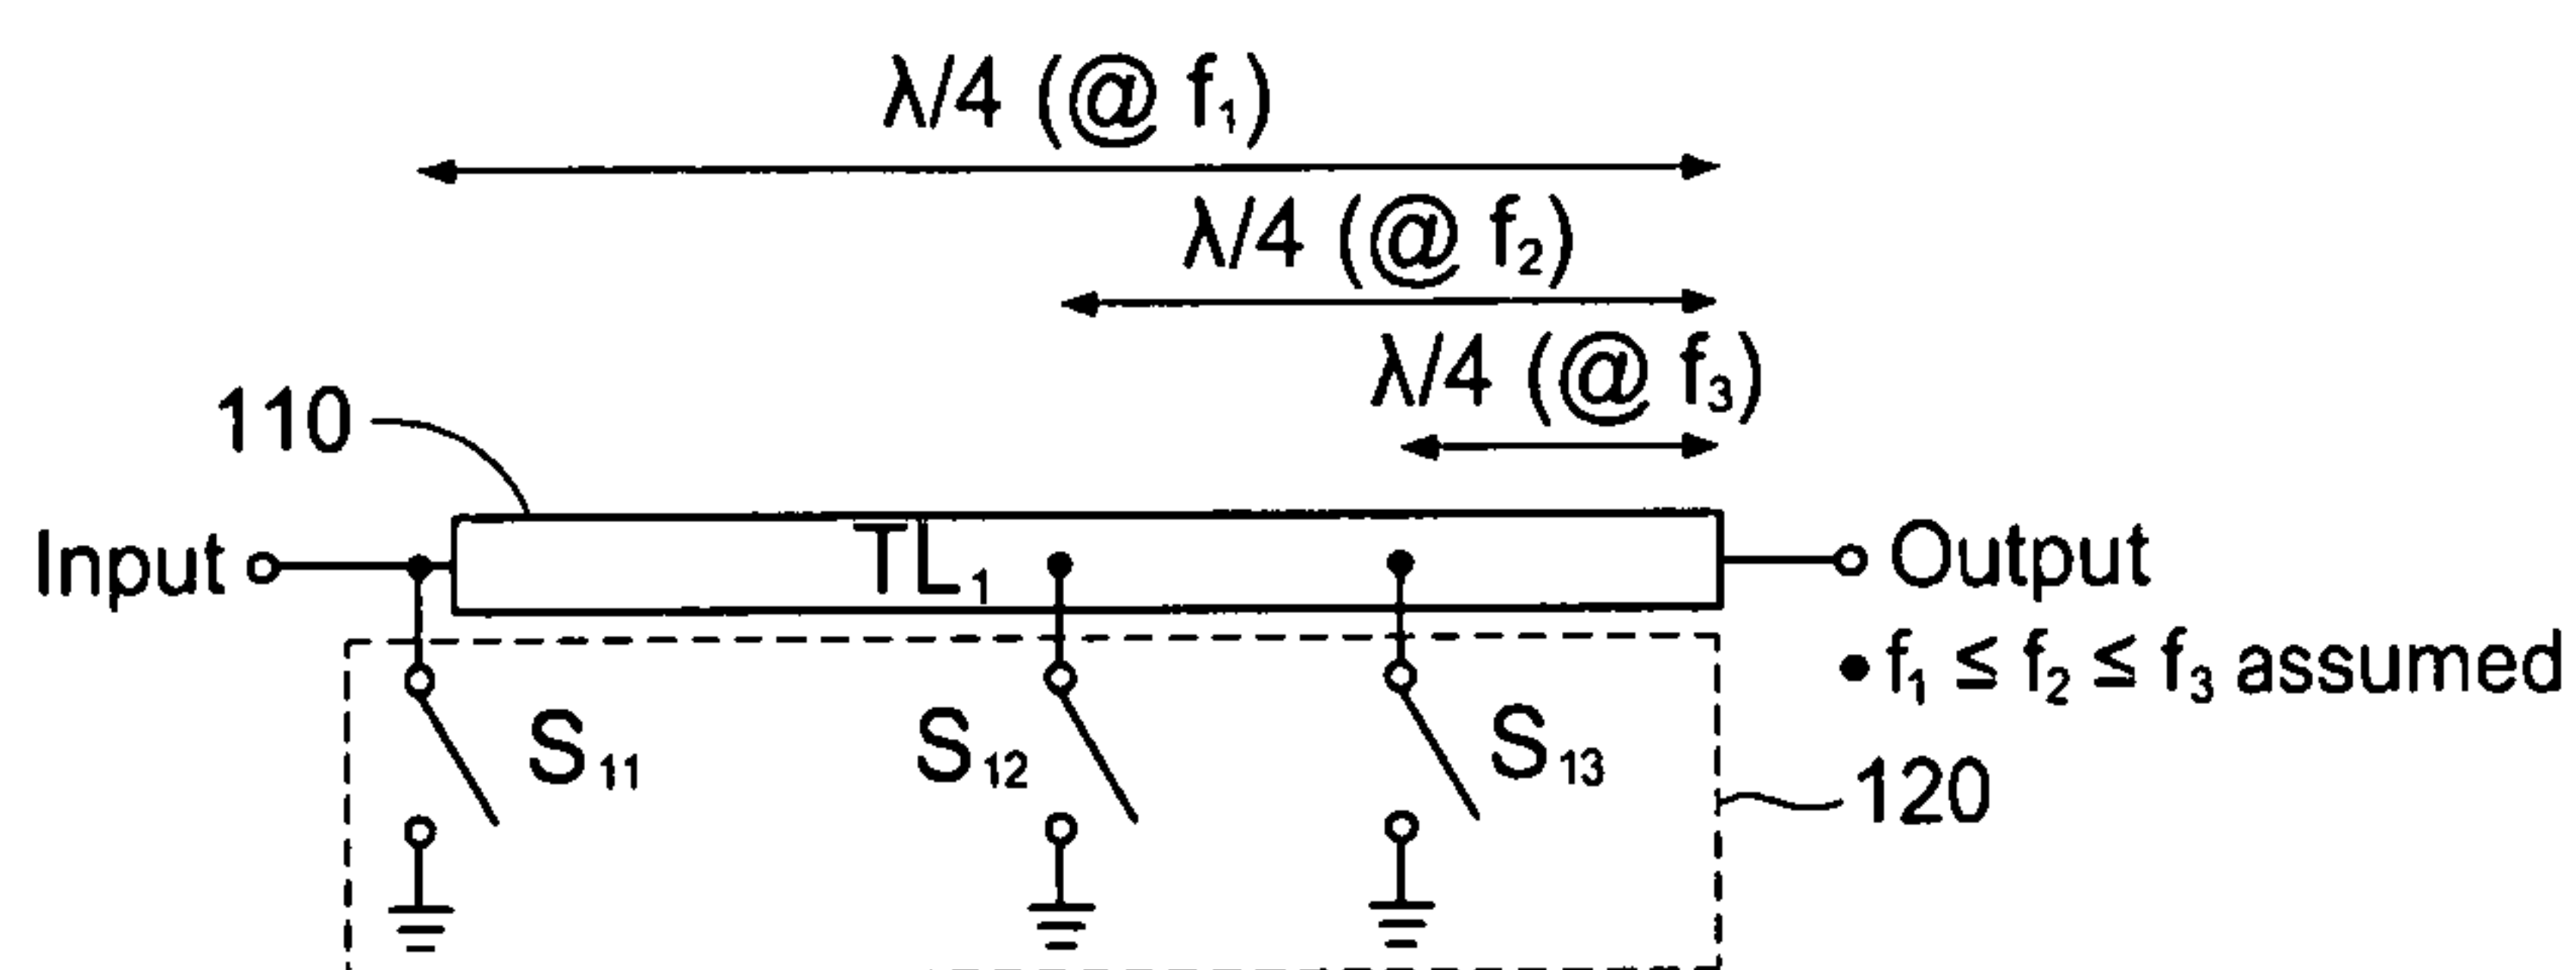 λ/4 (@ f₁)
λ/4 (@ f₂)
λ/4 (@ f₃)
110
Input
TL₁
Output
• f₁ ≤ f₂ ≤ f₃ assumed
S₁₁
S₁₂
S₁₃
120